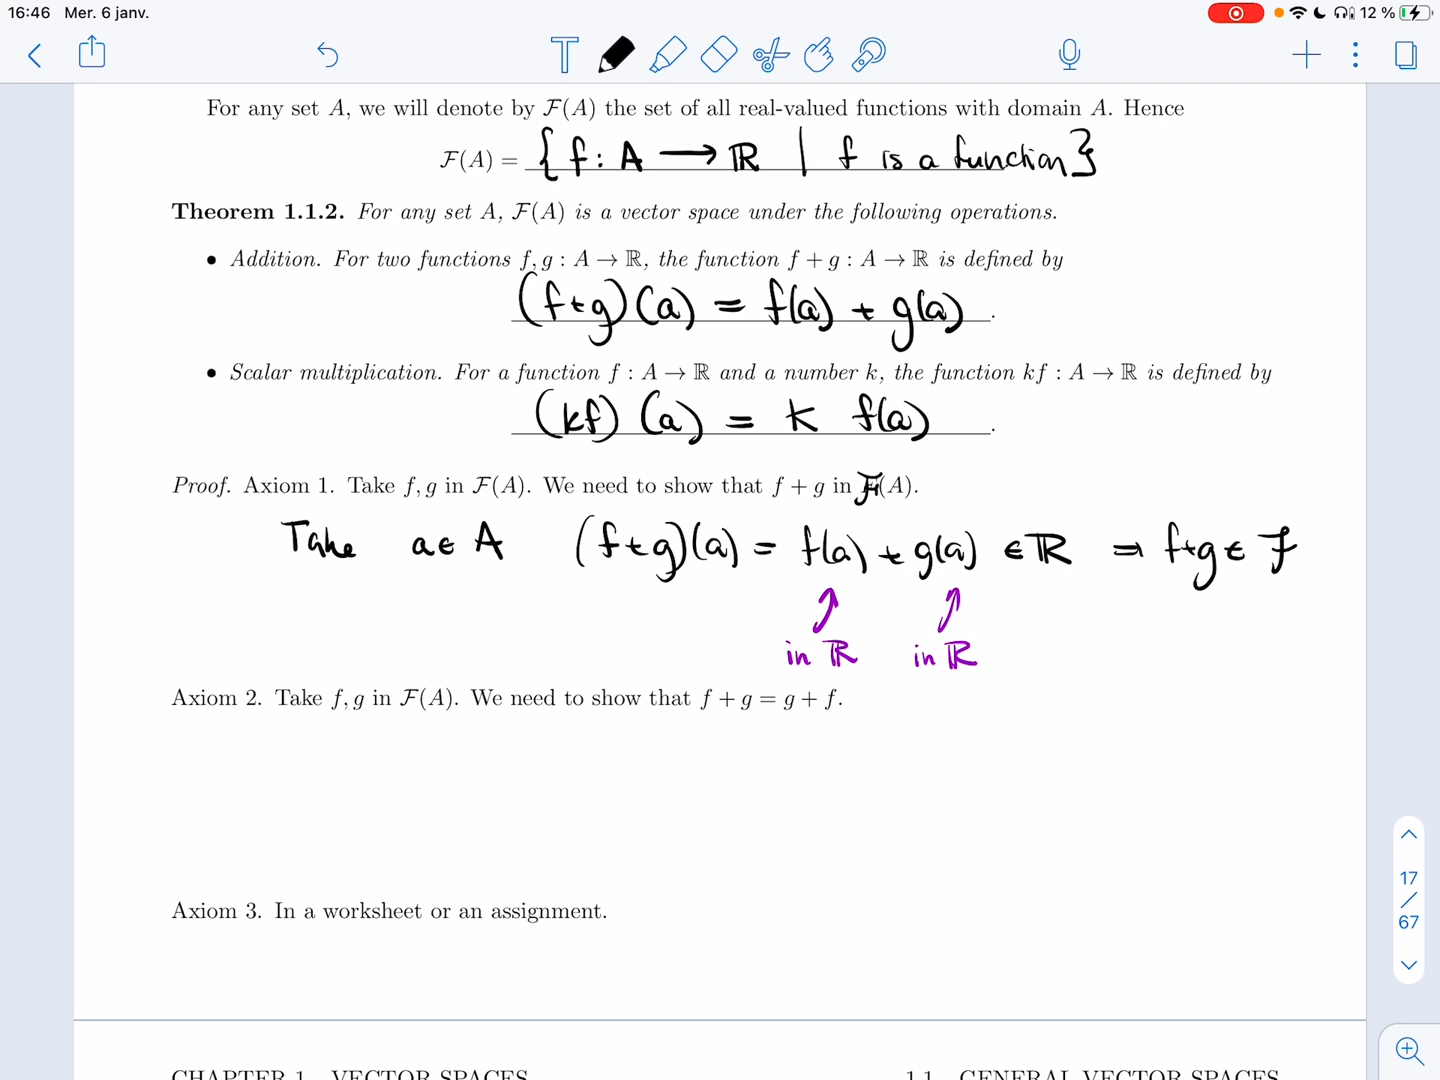 16:46 Mer. 6 janv. 12 %
T
For any set A, we will denote by ℱ(A) the set of all real-valued functions with domain A. Hence
ℱ(A) = {f : A → ℝ | f is a function}
Theorem 1.1.2. For any set A, ℱ(A) is a vector space under the following operations.
• Addition. For two functions f, g : A → ℝ, the function f + g : A → ℝ is defined by
(f+g)(a) = f(a) + g(a).
• Scalar multiplication. For a function f : A → ℝ and a number k, the function kf : A → ℝ is defined by
(kf)(a) = k f(a).
Proof. Axiom 1. Take f, g in ℱ(A). We need to show that f + g in ℱ(A).
Take a ∈ A (f+g)(a) = f(a) + g(a) ∈ ℝ ⇒ f+g ∈ ℱ
in ℝ in ℝ
Axiom 2. Take f, g in ℱ(A). We need to show that f + g = g + f.
17
/
67
Axiom 3. In a worksheet or an assignment.
CHAPTER 1. VECTOR SPACES 1.1. GENERAL VECTOR SPACES